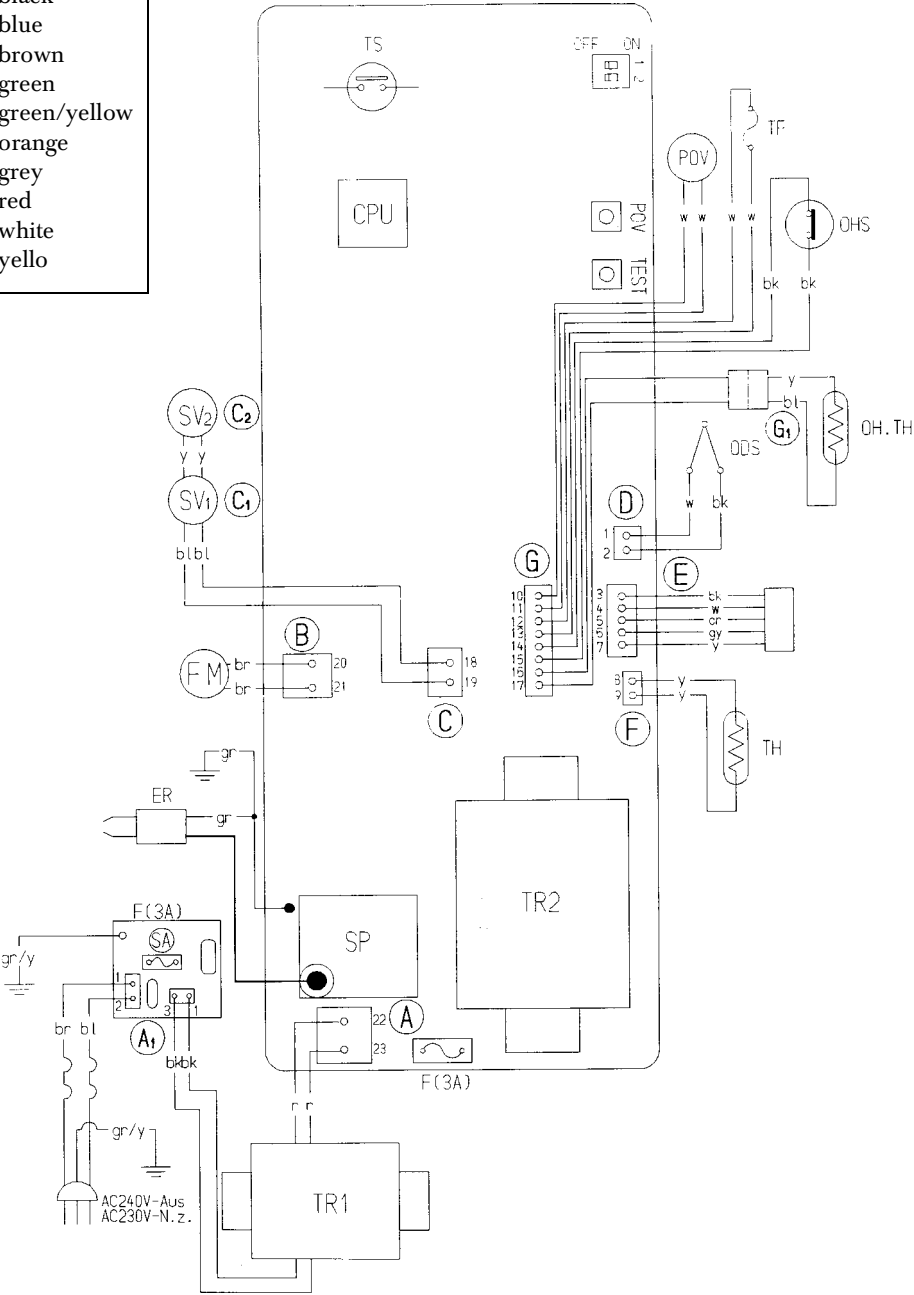 blue
brown
green
green/yellow
orange
grey
red
white
yello
TS
OFF ON
1 2
TF
POV
w w w w
OHS
CPU
POV
bk bk
TEST
SV2 C2
y
bl
G1
OH.TH
y y
ODS
SV1 C1
D
w bk
bl bl
1
2
G
E
10
11
12
13
14
15
16
17
3 bk
4 w
5 or
6 gy
7 y
B
FM
br 20
br 21
18
19
C
8 y
9 y
F
TH
gr
ER
gr
TR2
F(3A)
SA
SP
gr/y
1
2
3 1
A1
br bl
bk bk
A
22
23
F(3A)
r r
gr/y
TR1
AC240V-Aus
AC230V-N.z.